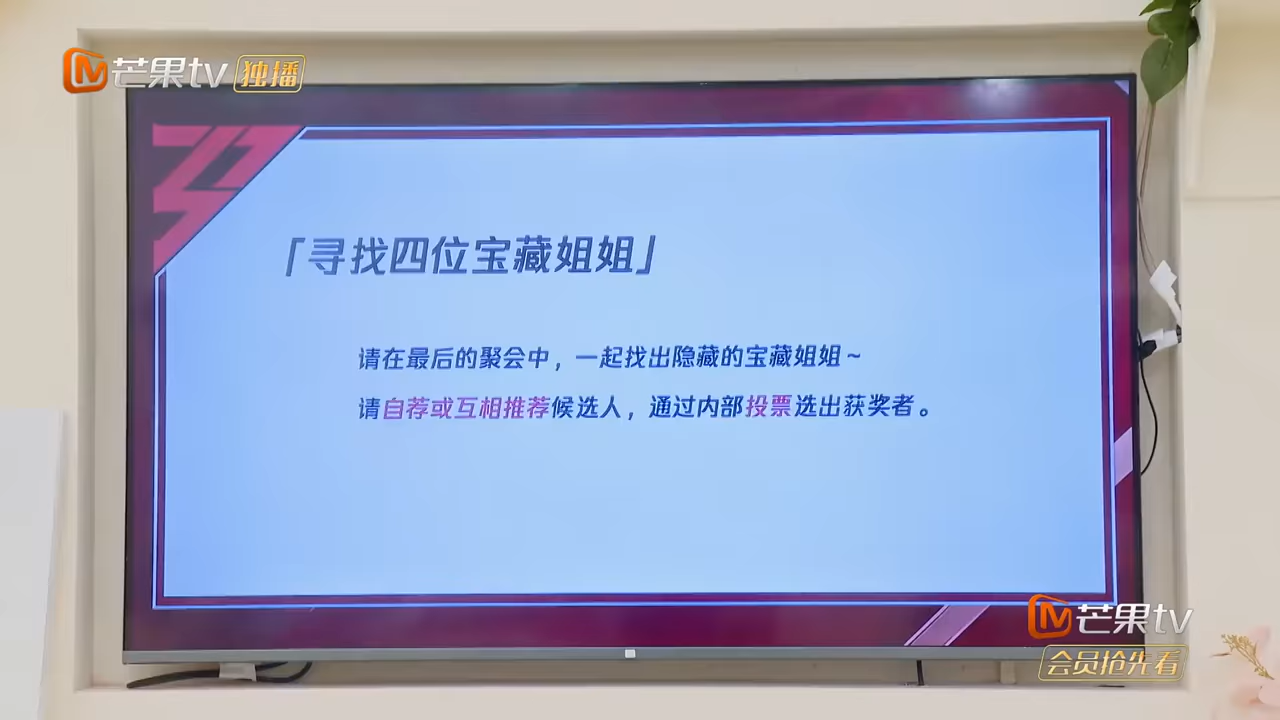 芒果tv 独播
「寻找四位宝藏姐姐」
请在最后的聚会中，一起找出隐藏的宝藏姐姐~
请自荐或互相推荐候选人，通过内部投票选出获奖者。
芒果tv
会员抢先看